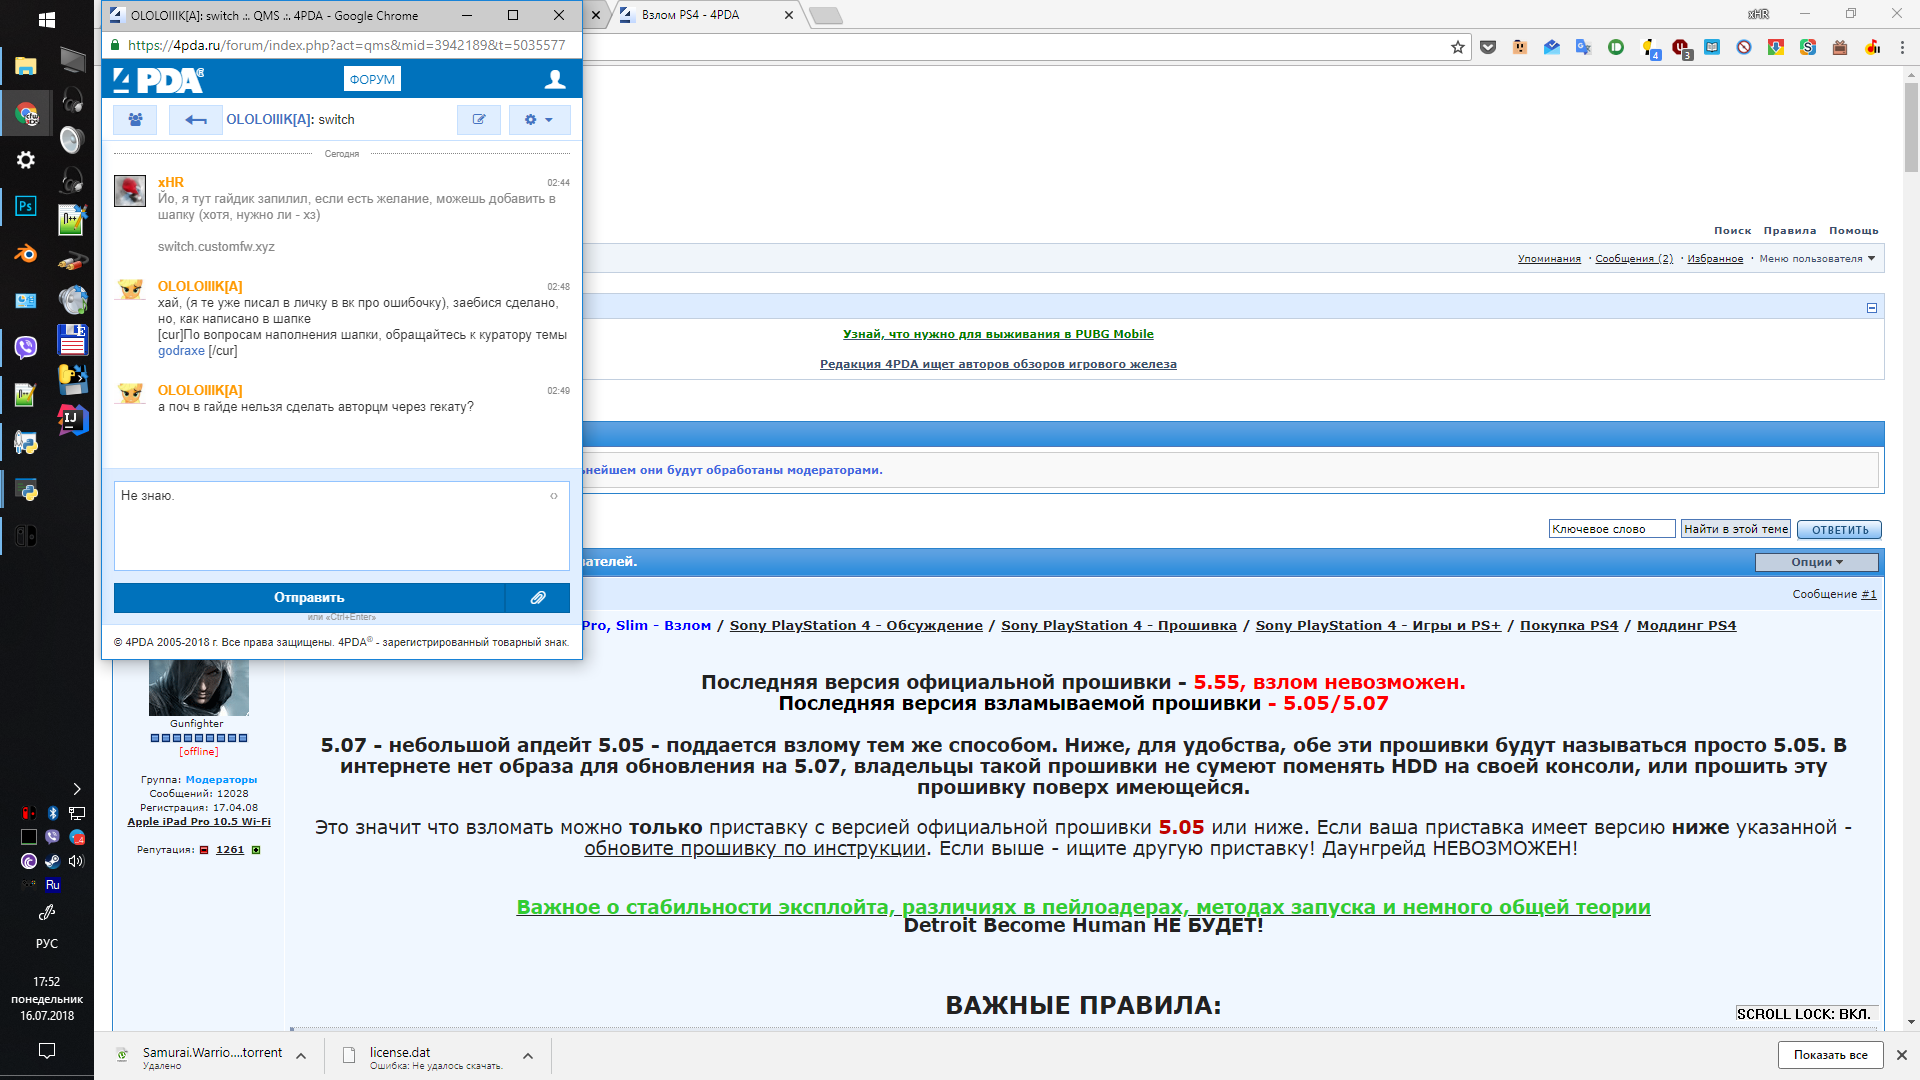 OLOLOIIIK[A]: switch .:. QMS .:. 4PDA - Google Chrome
Взлом PS4 - 4PDA
xHR
https://4pda.ru/forum/index.php?act=qms&mid=3942189&t=5035577
4PDA®
ФОРУМ
OLOLOIIIK[A]: switch
Сегодня
xHR
02:44
Йо, я тут гайдик запилил, если есть желание, можешь добавить в
шапку (хотя, нужно ли - хз)
switch.customfw.xyz
OLOLOIIIK[A]
02:48
хай, (я те уже писал в личку в вк про ошибочку), заебися сделано,
но, как написано в шапке
[cur]По вопросам наполнения шапки, обращайтесь к куратору темы
godraxe [/cur]
OLOLOIIIK[A]
02:49
а поч в гайде нельзя сделать авторцм через гекату?
Не знаю.
Отправить
или «Ctrl+Enter»
© 4PDA 2005-2018 г. Все права защищены. 4PDA® - зарегистрированный товарный знак.
Поиск Правила Помощь
Упоминания · Сообщения (2) · Избранное · Меню пользователя
Узнай, что нужно для выживания в PUBG Mobile
Редакция 4PDA ищет авторов обзоров игрового железа
ьнейшем они будут обработаны модераторами.
Ключевое слово
Найти в этой теме
ОТВЕТИТЬ
ателей.
Опции
Сообщение #1
Pro, Slim - Взлом / Sony PlayStation 4 - Обсуждение / Sony PlayStation 4 - Прошивка / Sony PlayStation 4 - Игры и PS+ / Покупка PS4 / Моддинг PS4
Последняя версия официальной прошивки - 5.55, взлом невозможен.
Последняя версия взламываемой прошивки - 5.05/5.07
5.07 - небольшой апдейт 5.05 - поддается взлому тем же способом. Ниже, для удобства, обе эти прошивки будут называться просто 5.05. В
интернете нет образа для обновления на 5.07, владельцы такой прошивки не сумеют поменять HDD на своей консоли, или прошить эту
прошивку поверх имеющейся.
Это значит что взломать можно только приставку с версией официальной прошивки 5.05 или ниже. Если ваша приставка имеет версию ниже указанной -
обновите прошивку по инструкции. Если выше - ищите другую приставку! Даунгрейд НЕВОЗМОЖЕН!
Важное о стабильности эксплойта, различиях в пейлоадерах, методах запуска и немного общей теории
Detroit Become Human НЕ БУДЕТ!
ВАЖНЫЕ ПРАВИЛА:
Gunfighter
[offline]
Группа: Модераторы
Сообщений: 12028
Регистрация: 17.04.08
Apple iPad Pro 10.5 Wi-Fi
Репутация: 1261
SCROLL LOCK: ВКЛ.
Samurai.Warrio....torrent
Удалено
license.dat
Ошибка: Не удалось скачать.
Показать все
Ps
IJ
4
3
Ru
РУС
17:52
понедельник
16.07.2018